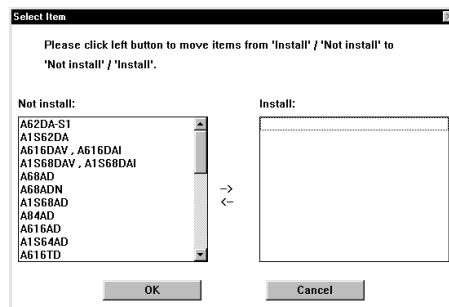 Select Item
Please click left button to move items from 'Install' / 'Not install' to
'Not install' / 'Install'.
Not install:
Install:
A62DA-S1
A1S62DA
A616DAV , A616DAI
A1S68DAV , A1S68DAI
A68AD
A68ADN
A1S68AD
A84AD
A616AD
A1S64AD
A616TD
->
<-
OK
Cancel